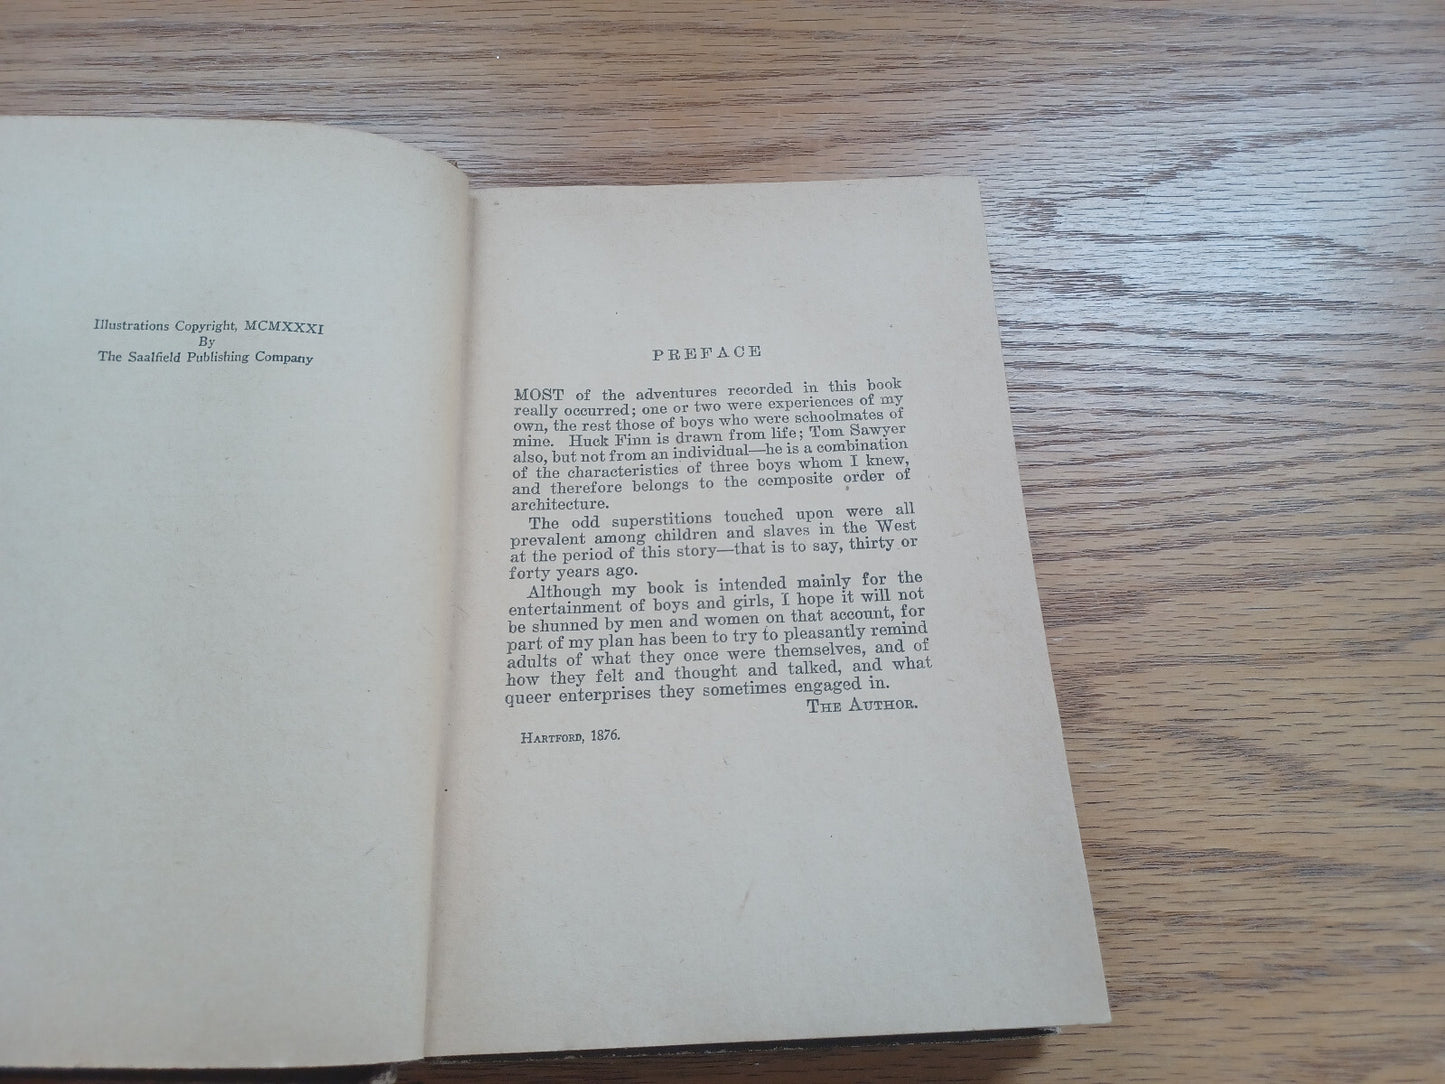 Illustrations Copyright, MCMXXXI
By
The Saalfield Publishing Company
PREFACE
MOST of the adventures recorded in this book
really occurred; one or two were experiences of my
own, the rest those of boys who were schoolmates of
mine. Huck Finn is drawn from life; Tom Sawyer
also, but not from an individual—he is a combination
of the characteristics of three boys whom I knew,
and therefore belongs to the composite order of
architecture.
The odd superstitions touched upon were all
prevalent among children and slaves in the West
at the period of this story—that is to say, thirty or
forty years ago.
Although my book is intended mainly for the
entertainment of boys and girls, I hope it will not
be shunned by men and women on that account, for
part of my plan has been to try to pleasantly remind
adults of what they once were themselves, and of
how they felt and thought and talked, and what
queer enterprises they sometimes engaged in.
THE AUTHOR.
HARTFORD, 1876.